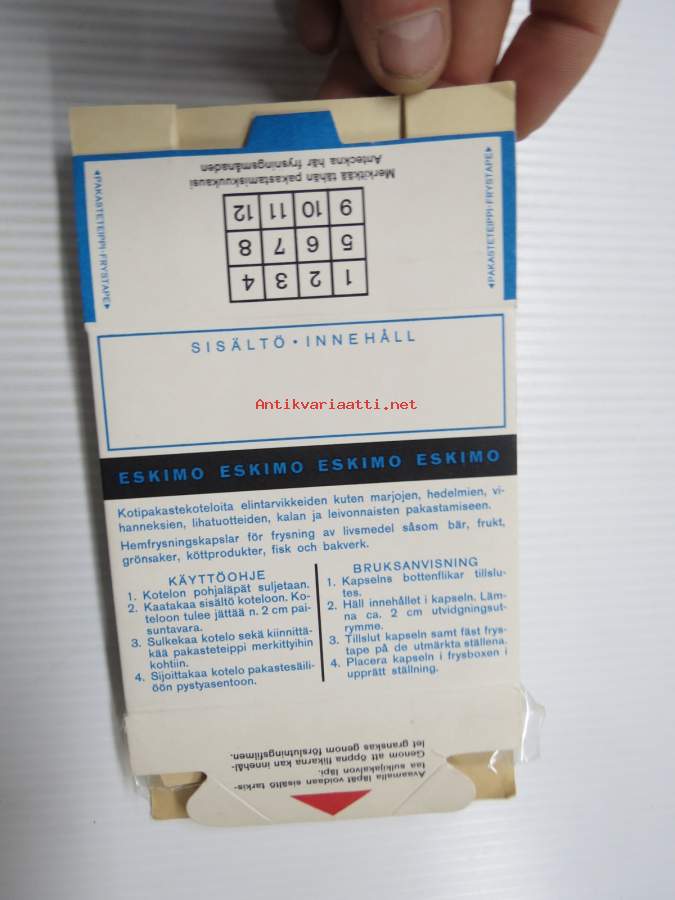 Merkitkää tähän pakastamiskuukausi
Anteckna här frysningsmånaden
◂PAKASTETEIPPI-FRYSTAPE▸
◂PAKASTETEIPPI-FRYSTAPE▸
1 2 3 4
5 6 7 8
9 10 11 12
SISÄLTÖ • INNEHÅLL
Antikvariaatti.net
ESKIMO ESKIMO ESKIMO ESKIMO
Kotipakastekoteloita elintarvikkeiden kuten marjojen, hedelmien, vi-
hanneksien, lihatuotteiden, kalan ja leivonnaisten pakastamiseen.
Hemfrysningskapslar för frysning av livsmedel såsom bär, frukt,
grönsaker, köttprodukter, fisk och bakverk.
KÄYTTÖOHJE
1. Kotelon pohjaläpät suljetaan.
2. Kaatakaa sisältö koteloon. Ko-
teloon tulee jättää n. 2 cm pai-
suntavara.
3. Sulkekaa kotelo sekä kiinnittä-
kää pakasteteippi merkittyihin
kohtiin.
4. Sijoittakaa kotelo pakastesäili-
öön pystyasentoon.
BRUKSANVISNING
1. Kapselns bottenflikar tillslu-
tes.
2. Häll innehållet i kapseln. Läm-
na ca. 2 cm utvidgningsut-
rymme.
3. Tillslut kapseln samt fäst frys-
tape på de utmärkta ställena.
4. Placera kapseln i frysboxen i
upprätt ställning.
Avaamalla läpät voidaan sisältö tarkis-
taa sulkijakalvon läpi.
Genom att öppna flikarna kan innehål-
let granskas genom förslutningsfilmen.